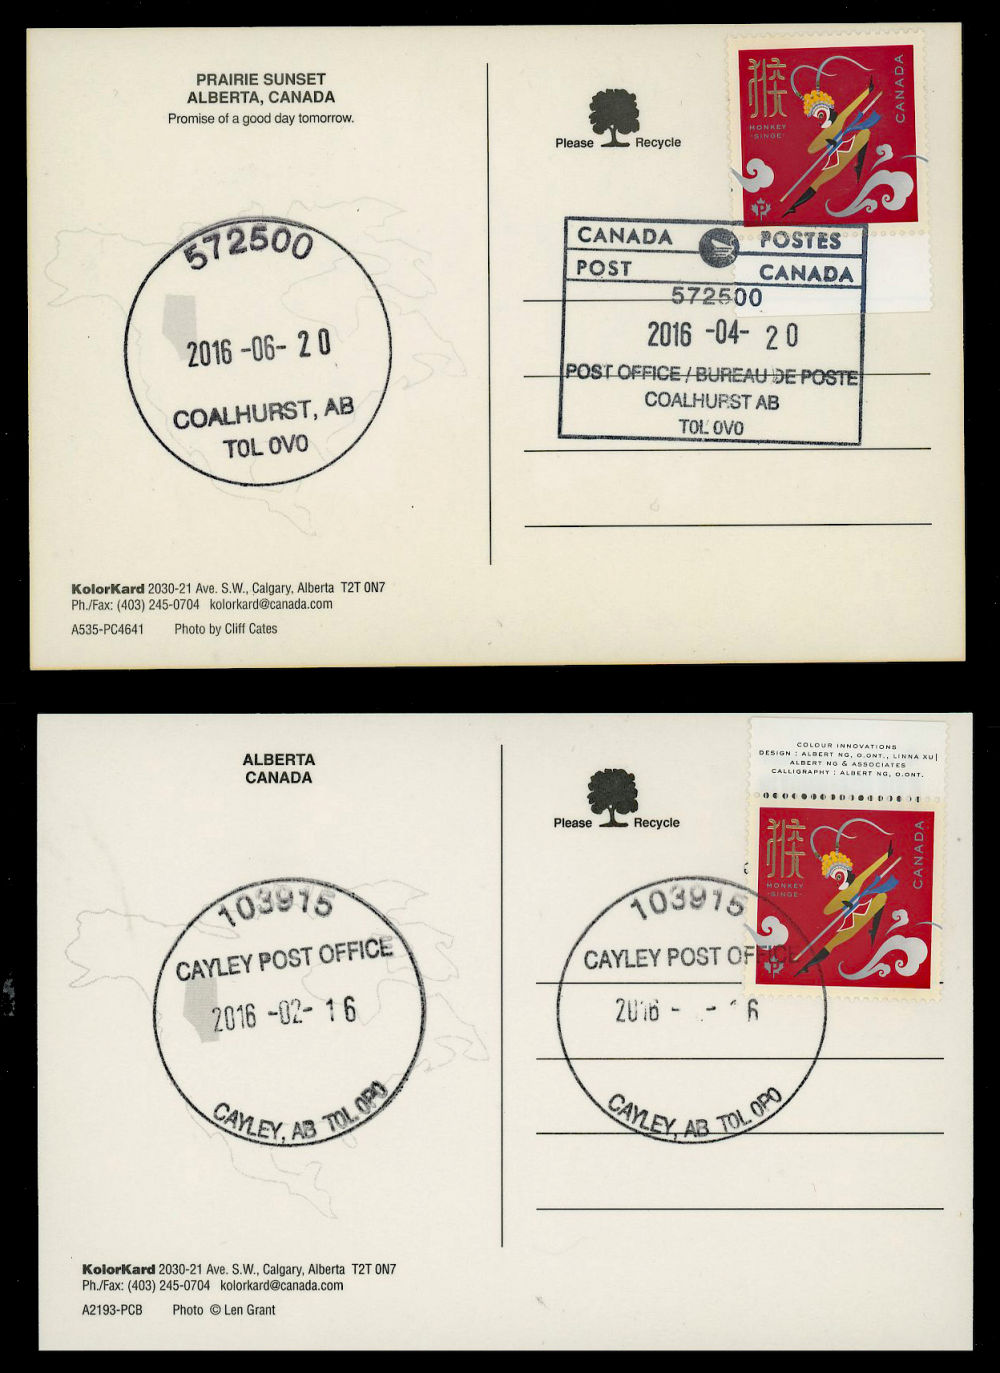 PRAIRIE SUNSET
ALBERTA, CANADA
Promise of a good day tomorrow.
Please Recycle
猴
MONKEY
·SINGE·
CANADA
P
572500
2016-06-20
COALHURST, AB
T0L 0V0
CANADA POSTES
POST CANADA
572500
2016-04-20
POST OFFICE / BUREAU DE POSTE
COALHURST AB
T0L 0V0
KolorKard 2030-21 Ave. S.W., Calgary, Alberta T2T 0N7
Ph./Fax: (403) 245-0704 kolorkard@canada.com
A535-PC4641 Photo by Cliff Cates
ALBERTA
CANADA
Please Recycle
COLOUR INNOVATIONS
DESIGN : ALBERT NG, O.ONT., LINNA XU|
ALBERT NG & ASSOCIATES
CALLIGRAPHY : ALBERT NG, O.ONT.
猴
MONKEY
·SINGE·
CANADA
P
103915
CAYLEY POST OFFICE
2016-02-16
CAYLEY, AB T0L 0P0
103915
CAYLEY POST OFFICE
2016 - - 6
CAYLEY, AB T0L 0P0
KolorKard 2030-21 Ave. S.W., Calgary, Alberta T2T 0N7
Ph./Fax: (403) 245-0704 kolorkard@canada.com
A2193-PCB Photo © Len Grant